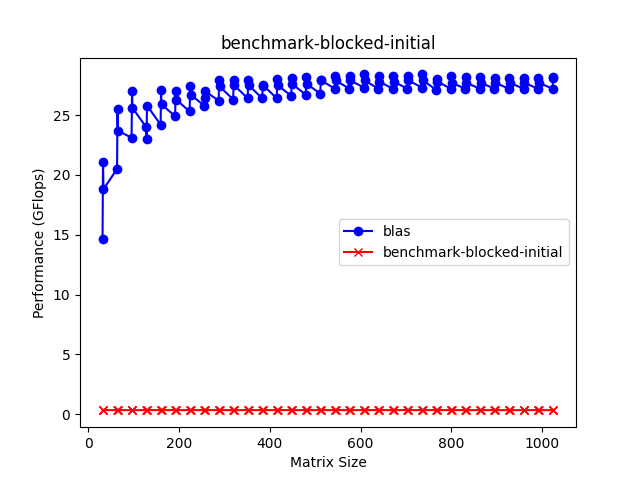 benchmark-blocked-initial
Performance (GFlops)
25
20
15
10
5
0
blas
benchmark-blocked-initial
0 200 400 600 800 1000
Matrix Size